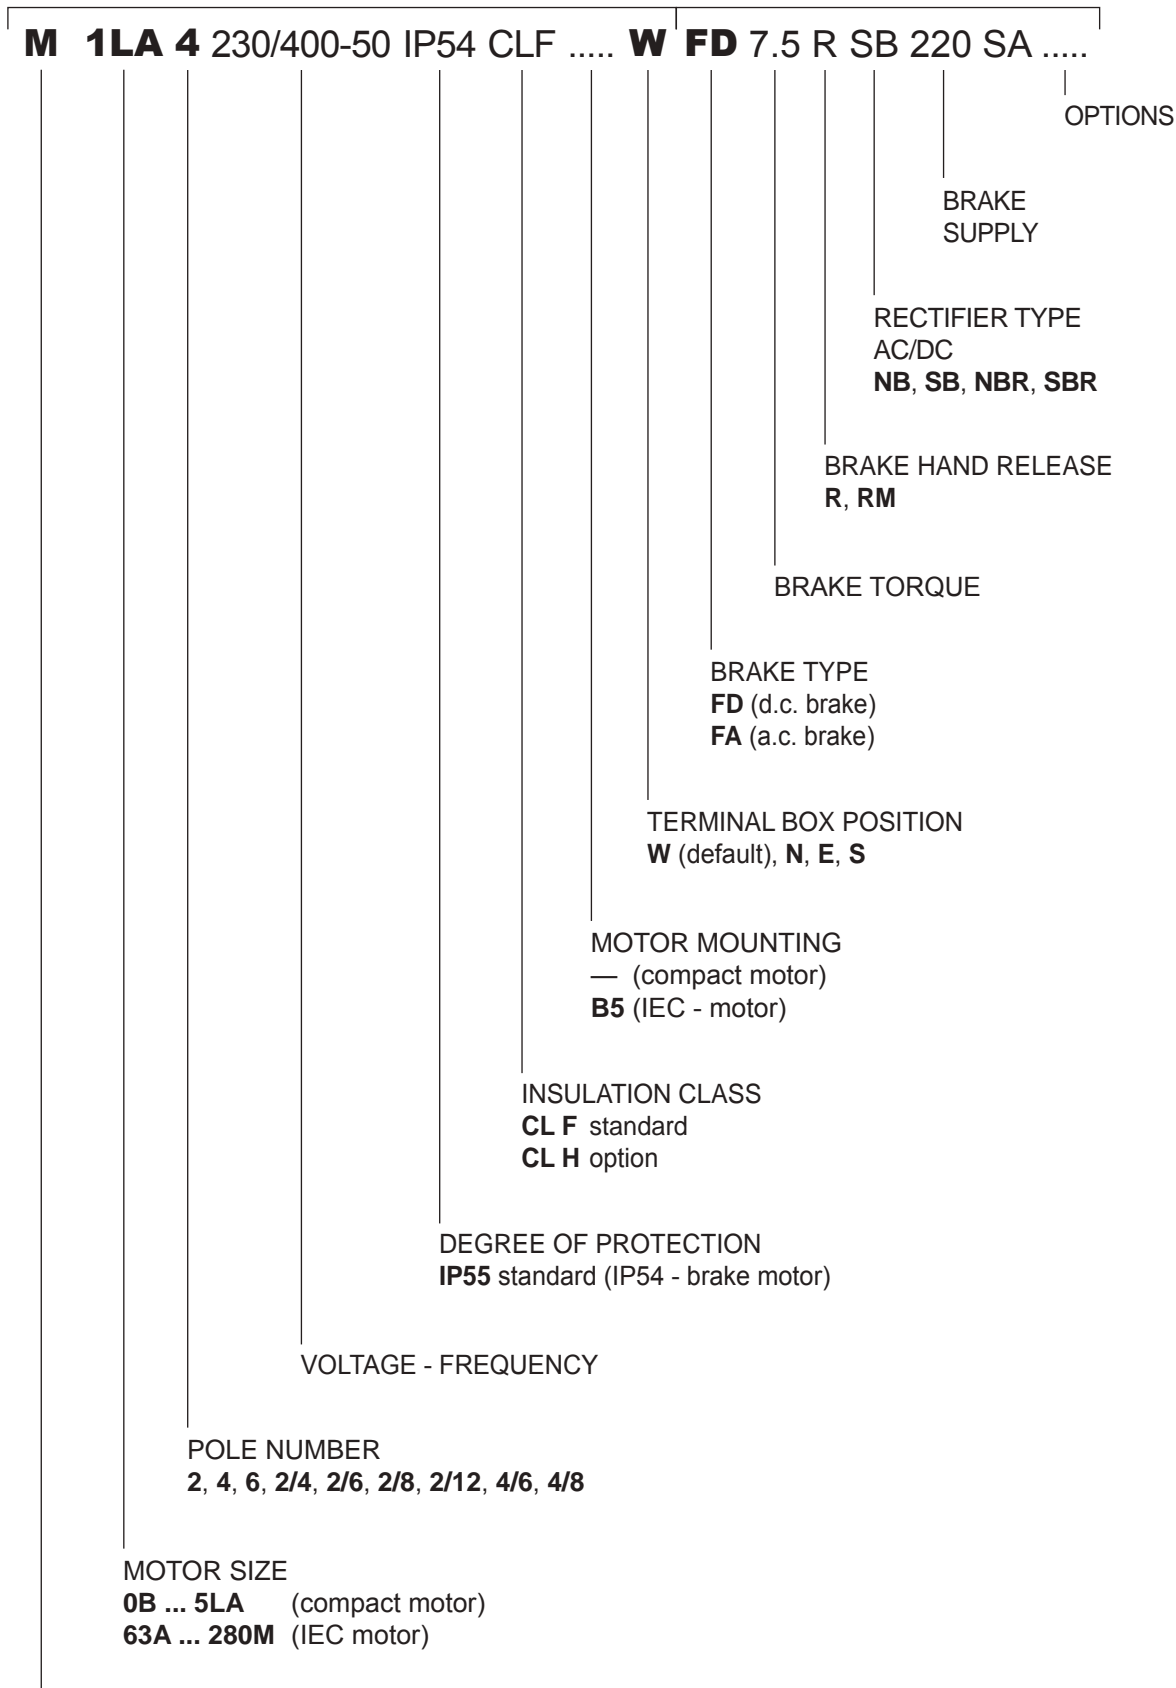 M 1LA 4 230/400-50 IP54 CLF ..... W FD 7.5 R SB 220 SA .....
OPTIONS
BRAKE
SUPPLY
RECTIFIER TYPE
AC/DC
NB, SB, NBR, SBR
BRAKE HAND RELEASE
R, RM
BRAKE TORQUE
BRAKE TYPE
FD (d.c. brake)
FA (a.c. brake)
TERMINAL BOX POSITION
W (default), N, E, S
MOTOR MOUNTING
— (compact motor)
B5 (IEC - motor)
INSULATION CLASS
CL F standard
CL H option
DEGREE OF PROTECTION
IP55 standard (IP54 - brake motor)
VOLTAGE - FREQUENCY
POLE NUMBER
2, 4, 6, 2/4, 2/6, 2/8, 2/12, 4/6, 4/8
MOTOR SIZE
0B ... 5LA (compact motor)
63A ... 280M (IEC motor)